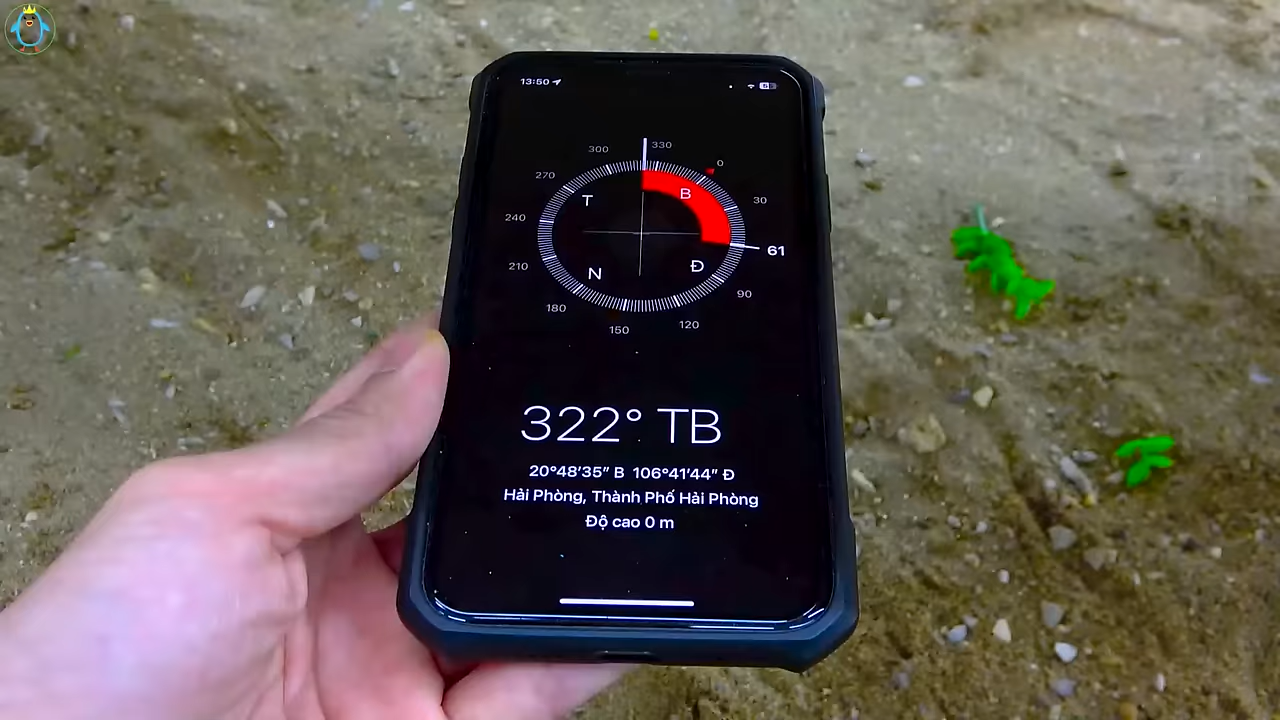 13:50
300 330 0
270 30
T B
240 61
Đ
210 N
180 90
150 120
322° TB
20°48′35″ B 106°41′44″ Đ
Hải Phòng, Thành Phố Hải Phòng
Độ cao 0 m